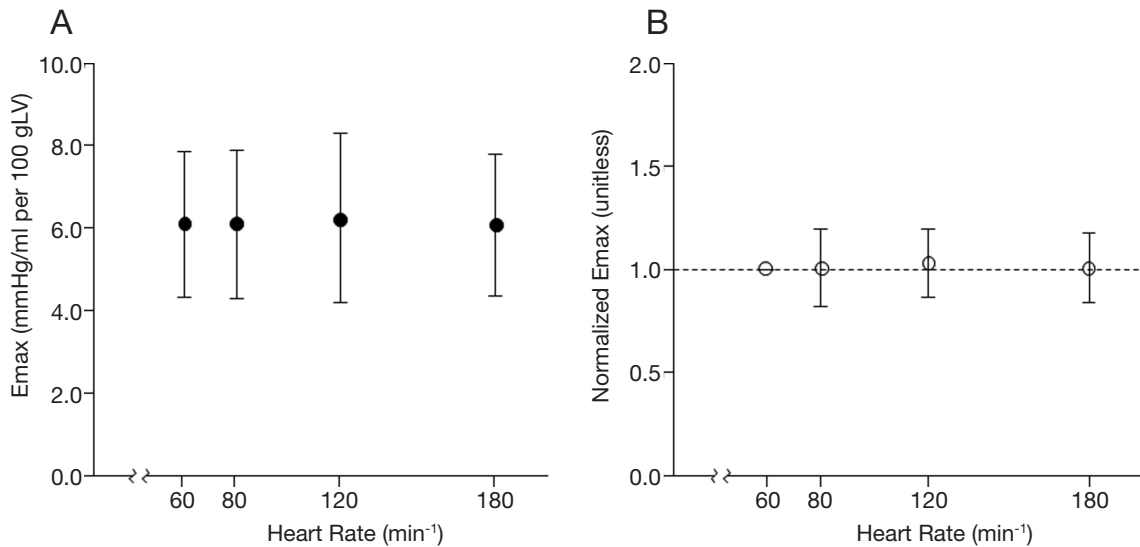 A
Emax (mmHg/ml per 100 gLV)
10.0
8.0
6.0
4.0
2.0
0.0
60 80 120 180
Heart Rate (min⁻¹)
B
Normalized Emax (unitless)
2.0
1.5
1.0
0.5
0.0
60 80 120 180
Heart Rate (min⁻¹)